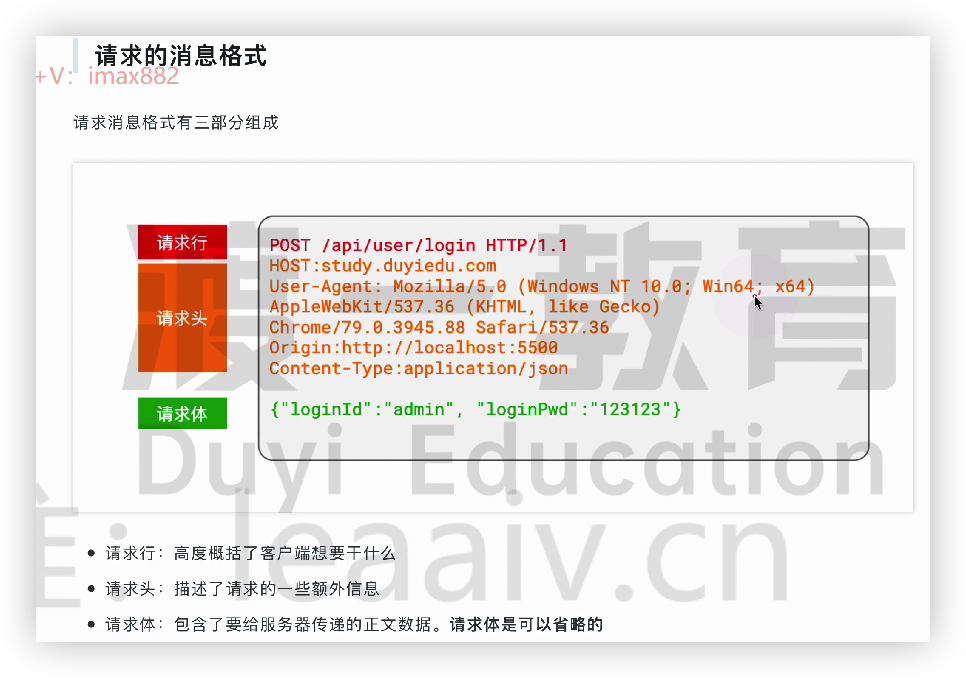 请求的消息格式
+V: imax882
请求消息格式有三部分组成
请求行
POST /api/user/login HTTP/1.1
请求头
HOST:study.duyiedu.com
User-Agent: Mozilla/5.0 (Windows NT 10.0; Win64; x64)
AppleWebKit/537.36 (KHTML, like Gecko)
Chrome/79.0.3945.88 Safari/537.36
Origin:http://localhost:5500
Content-Type:application/json
请求体
{"loginId":"admin", "loginPwd":"123123"}
渡一教育
Duyi Education
leaaiv.cn
请求行：高度概括了客户端想要干什么
请求头：描述了请求的一些额外信息
请求体：包含了要给服务器传递的正文数据。请求体是可以省略的